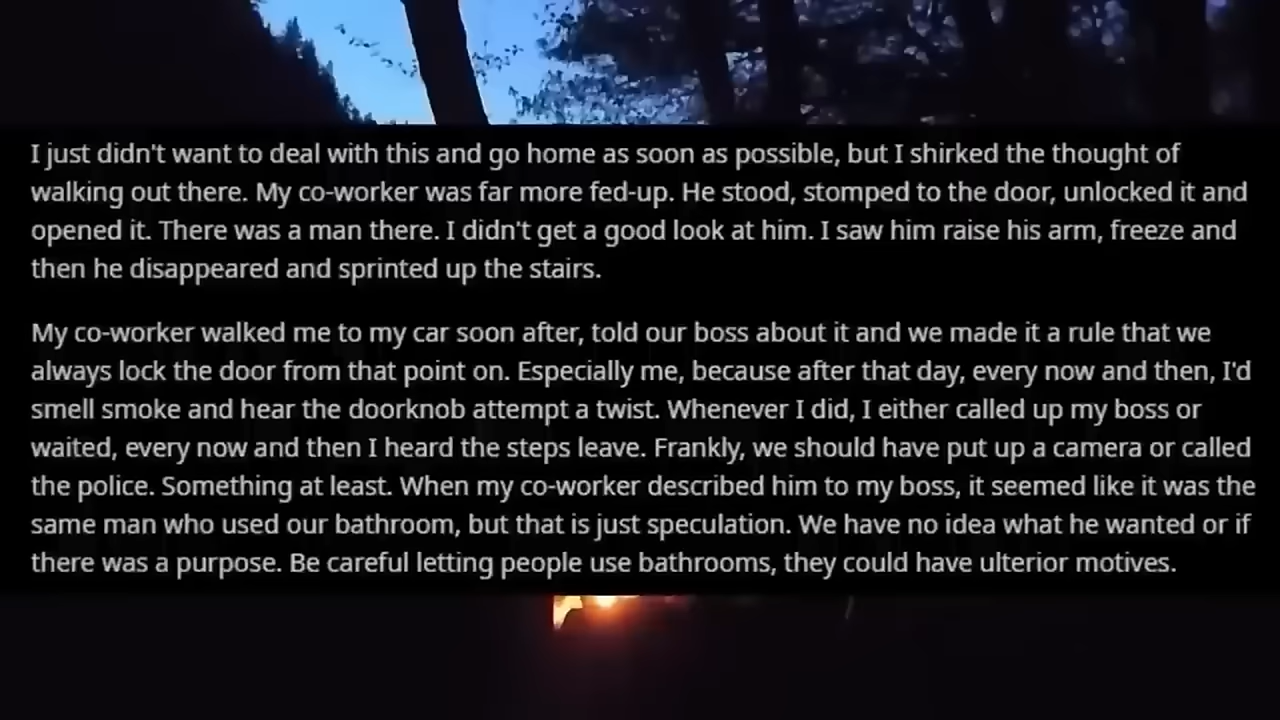 I just didn't want to deal with this and go home as soon as possible, but I shirked the thought of
walking out there. My co-worker was far more fed-up. He stood, stomped to the door, unlocked it and
opened it. There was a man there. I didn't get a good look at him. I saw him raise his arm, freeze and
then he disappeared and sprinted up the stairs.
My co-worker walked me to my car soon after, told our boss about it and we made it a rule that we
always lock the door from that point on. Especially me, because after that day, every now and then, I'd
smell smoke and hear the doorknob attempt a twist. Whenever I did, I either called up my boss or
waited, every now and then I heard the steps leave. Frankly, we should have put up a camera or called
the police. Something at least. When my co-worker described him to my boss, it seemed like it was the
same man who used our bathroom, but that is just speculation. We have no idea what he wanted or if
there was a purpose. Be careful letting people use bathrooms, they could have ulterior motives.